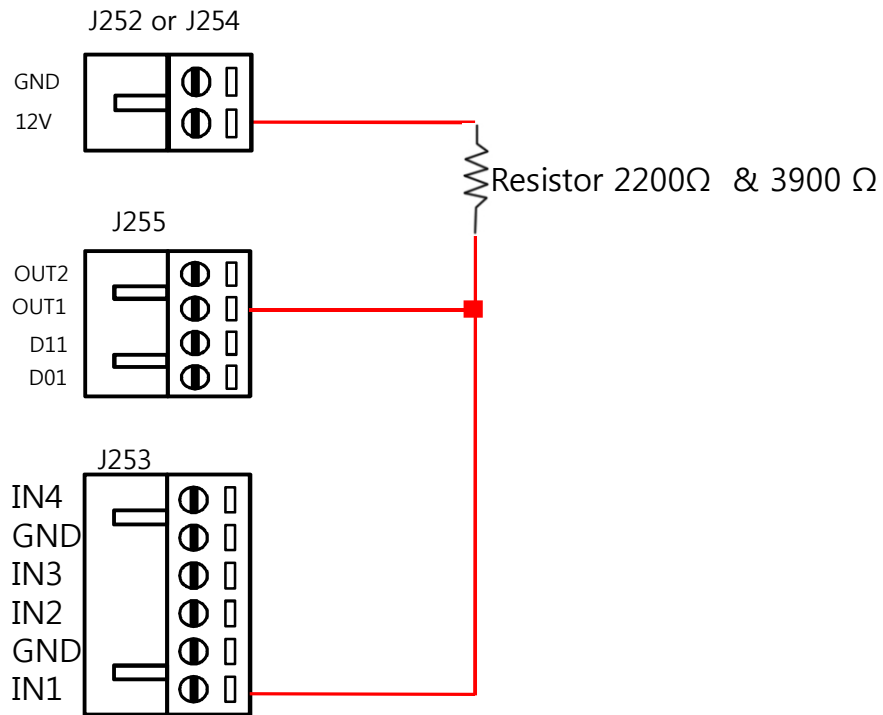 J252 or J254
GND
12V
Resistor 2200Ω & 3900 Ω
J255
OUT2
OUT1
D11
D01
J253
IN4
GND
IN3
IN2
GND
IN1